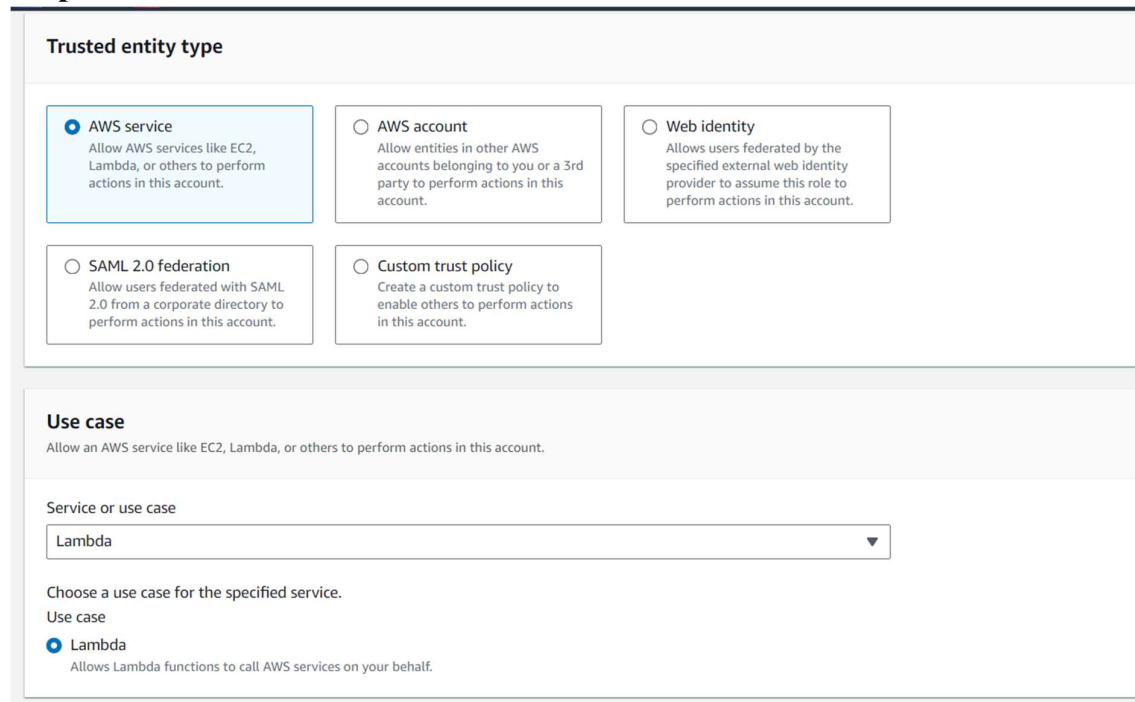 Trusted entity type
AWS service
Allow AWS services like EC2,
Lambda, or others to perform
actions in this account.
AWS account
Allow entities in other AWS
accounts belonging to you or a 3rd
party to perform actions in this
account.
Web identity
Allows users federated by the
specified external web identity
provider to assume this role to
perform actions in this account.
SAML 2.0 federation
Allow users federated with SAML
2.0 from a corporate directory to
perform actions in this account.
Custom trust policy
Create a custom trust policy to
enable others to perform actions
in this account.
Use case
Allow an AWS service like EC2, Lambda, or others to perform actions in this account.
Service or use case
Lambda
Choose a use case for the specified service.
Use case
Lambda
Allows Lambda functions to call AWS services on your behalf.